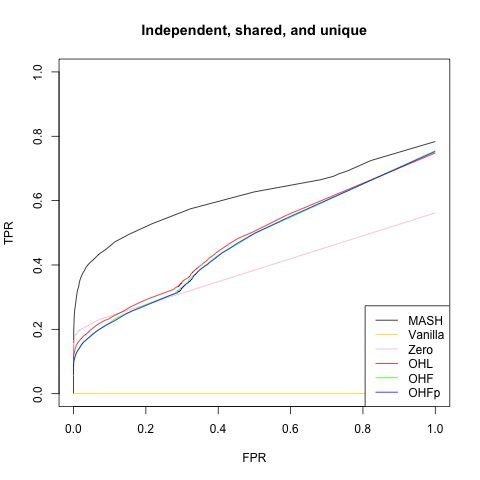 Independent, shared, and unique
TPR
1.0
0.8
0.6
0.4
0.2
0.0
MASH
Vanilla
Zero
OHL
OHF
OHFp
0.0 0.2 0.4 0.6 0.8 1.0
FPR